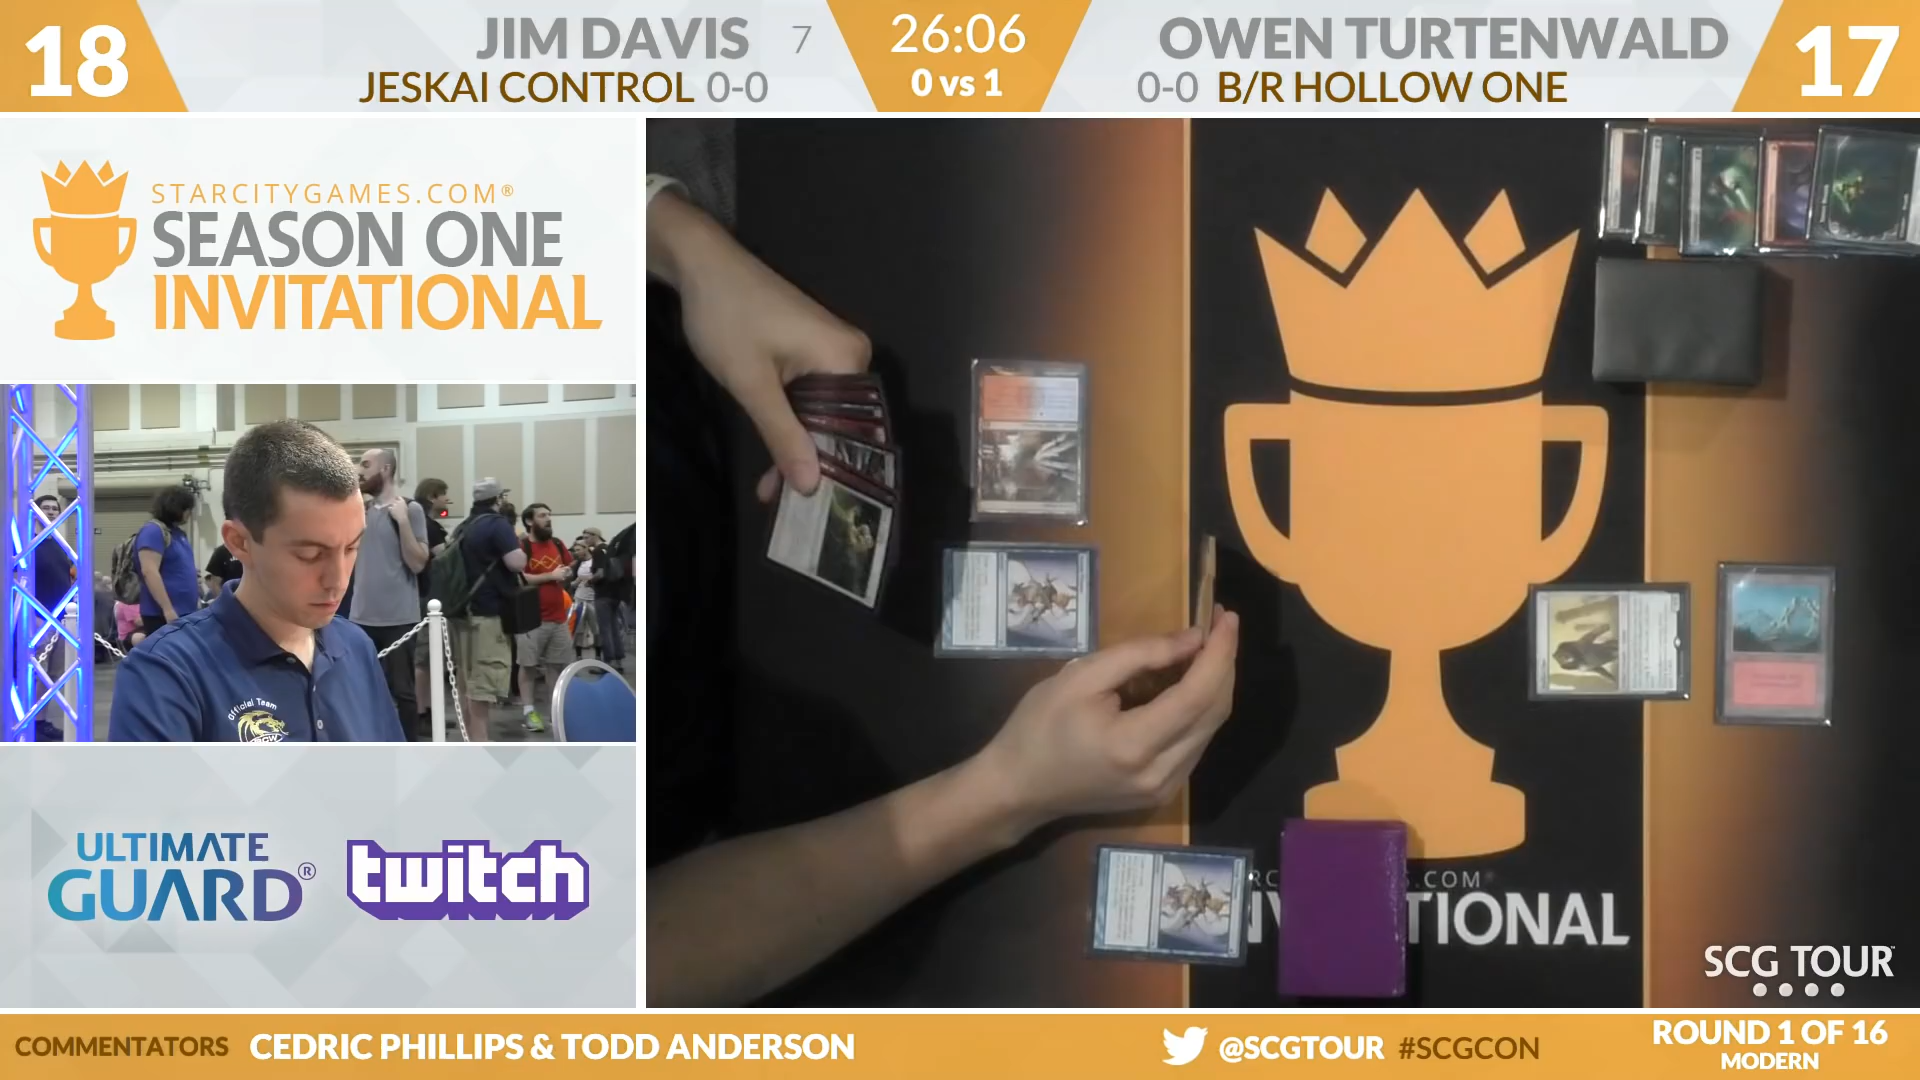 18
JIM DAVIS 7
JESKAI CONTROL 0-0
26:06
0 vs 1
OWEN TURTENWALD
0-0 B/R HOLLOW ONE
17
STARCITYGAMES.COM®
SEASON ONE
INVITATIONAL
Official Team
ULTIMATE
GUARD®
twitch
.COM
TIONAL
SCG TOUR
COMMENTATORS CEDRIC PHILLIPS & TODD ANDERSON
@SCGTOUR #SCGCON
ROUND 1 OF 16
MODERN